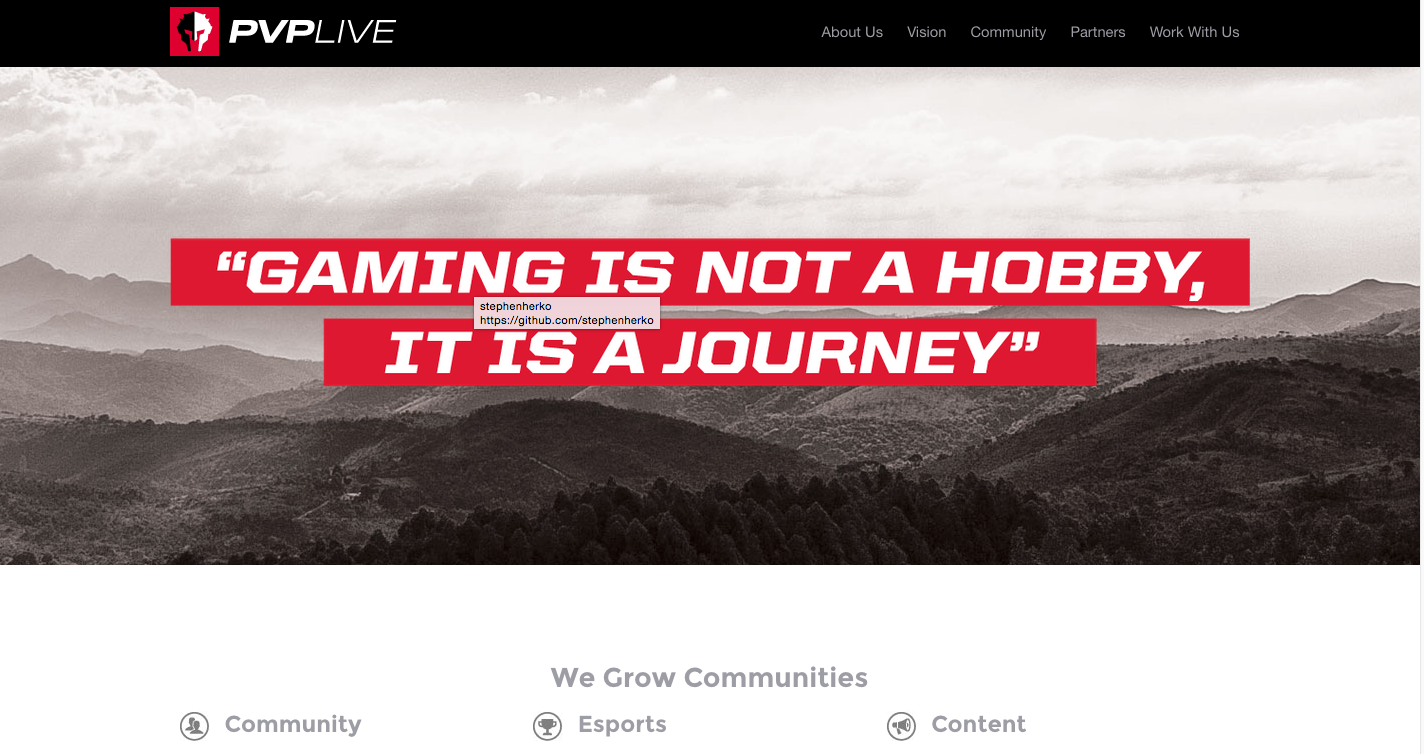 PVPLIVE
About Us Vision Community Partners Work With Us
“GAMING IS NOT A HOBBY,
stephenherko
https://github.com/stephenherko
IT IS A JOURNEY”
We Grow Communities
Community Esports Content